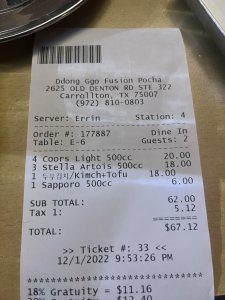 Ddong Ggo Fusion Pocha
2625 OLD DENTON RD STE 322
Carrollton, TX 75007
(972) 810-0803
Server: Errin Station: 4
Order #: 177887 Dine In
Table: E-6 Guests: 2
4 Coors Light 500cc 20.00
3 Stella Artois 500cc 18.00
1 두부김치/Kimch+Tofu 18.00
1 Sapporo 500cc 6.00
SUB TOTAL: 62.00
Tax 1: 5.12
========
TOTAL: $67.12
>> Ticket #: 33 <<
12/1/2022 9:53:26 PM
18% Gratuity = $11.16